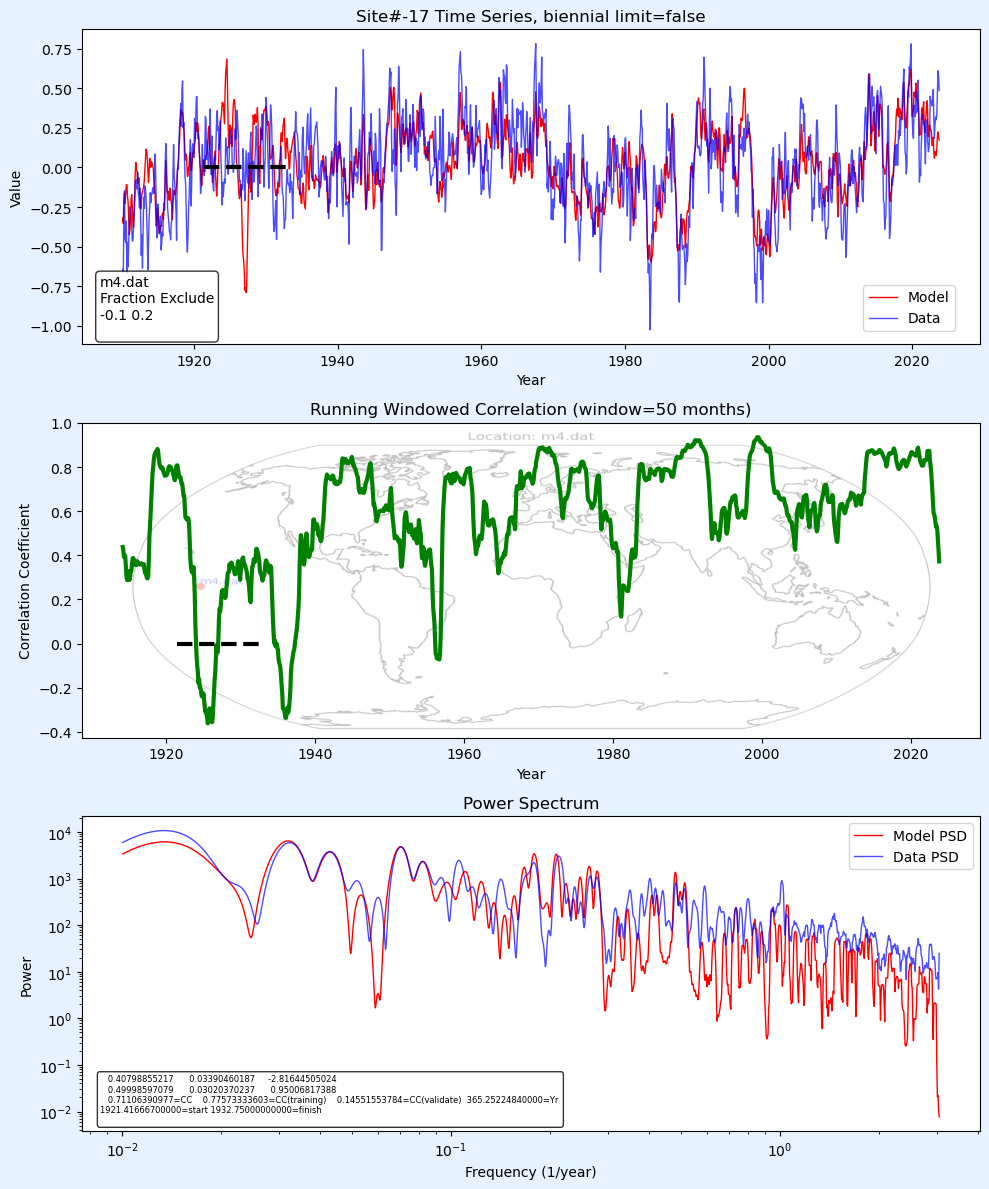 Site#-17 Time Series, biennial limit=false
0.75
0.50
0.25
0.00
−0.25
−0.50
−0.75
−1.00
Value
m4.dat
Fraction Exclude
-0.1 0.2
Model
Data
1920
1940
1960
1980
2000
2020
Year
Running Windowed Correlation (window=50 months)
Location: m4.dat
1.0
0.8
0.6
0.4
0.2
0.0
−0.2
−0.4
Correlation Coefficient
1920
1940
1960
1980
2000
2020
Year
Power Spectrum
10^4
10^3
10^2
10^1
10^0
10^−1
10^−2
Power
Model PSD
Data PSD
0.40798855217 0.03390460187 -2.81644505024
0.49998597079 0.03020370237 0.95006817388
0.71106390977=CC 0.77573333603=CC(training) 0.14551553784=CC(validate) 365.25224840000=Yr
1921.41666700000=start 1932.75000000000=finish
10^−2
10^−1
10^0
Frequency (1/year)